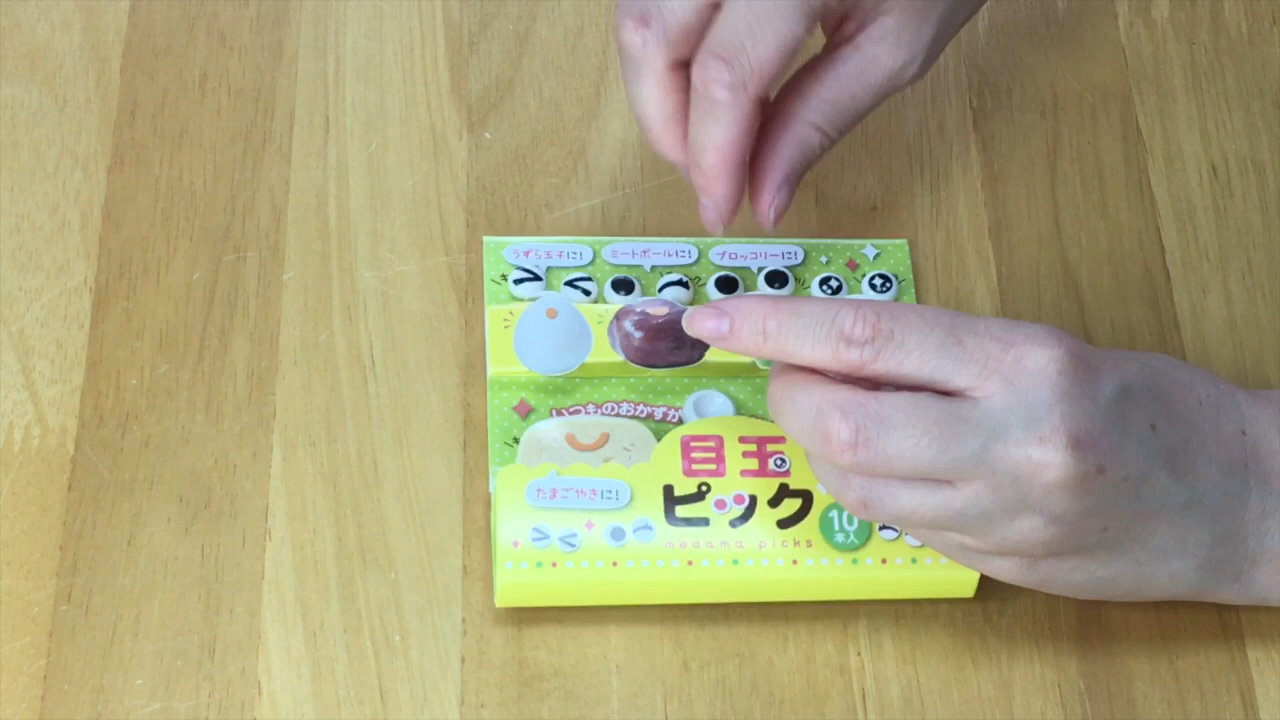 うずら玉子に!
ミートボールに!
ブロッコリーに!
いつものおかずが
目玉
ピック
たまごやきに!
medama picks
10
本入